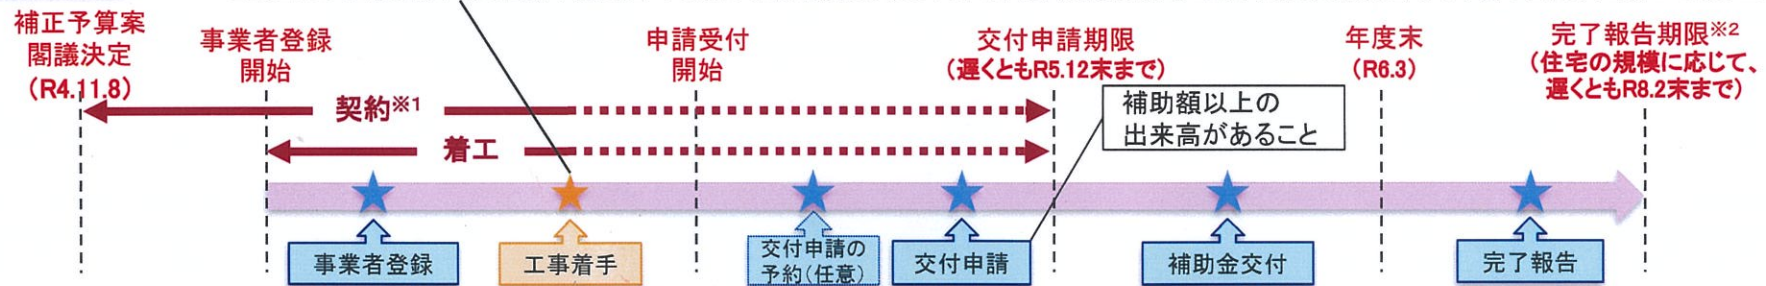 補正予算案
閣議決定
(R4.11.8)
事業者登録
開始
申請受付
開始
交付申請期限
(遅くともR5.12末まで)
年度末
(R6.3)
完了報告期限※2
(住宅の規模に応じて、
遅くともR8.2末まで)
契約※1
着工
補助額以上の
出来高があること
事業者登録
工事着手
交付申請の
予約(任意)
交付申請
補助金交付
完了報告